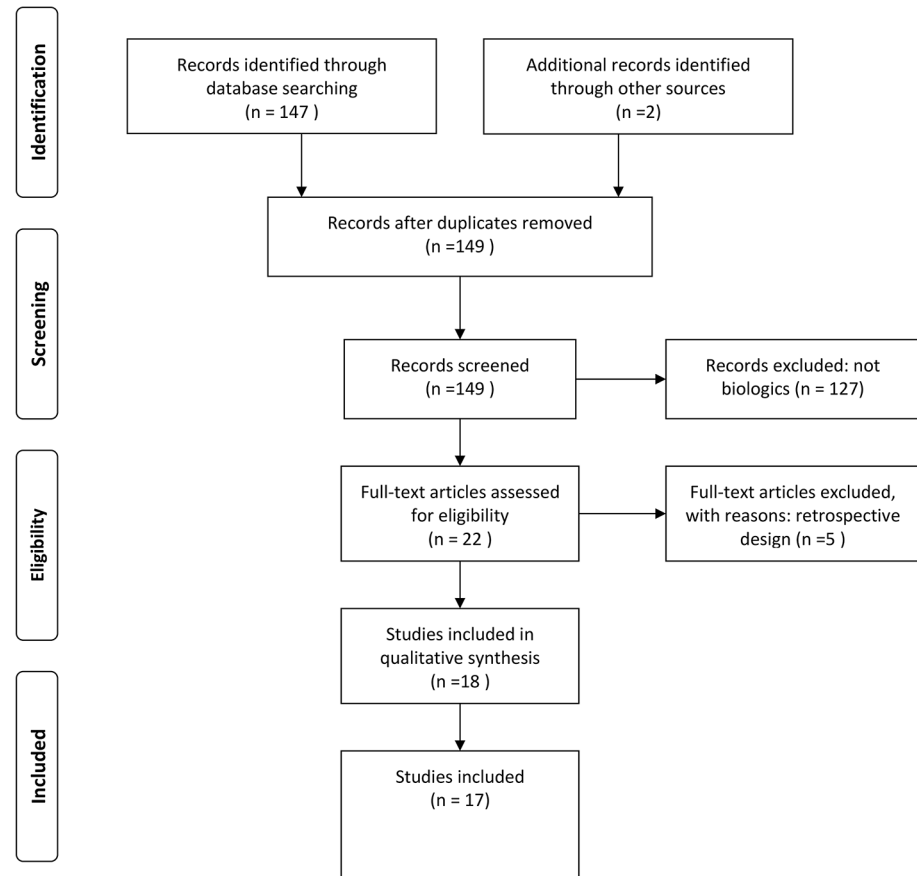 Identification
Records identified through
database searching
(n = 147 )
Additional records identified
through other sources
(n =2)
Records after duplicates removed
(n =149 )
Screening
Records screened
(n =149 )
Records excluded: not
biologics (n = 127)
Eligibility
Full-text articles assessed
for eligibility
(n = 22 )
Full-text articles excluded,
with reasons: retrospective
design (n =5 )
Studies included in
qualitative synthesis
(n =18 )
Included
Studies included
(n = 17)